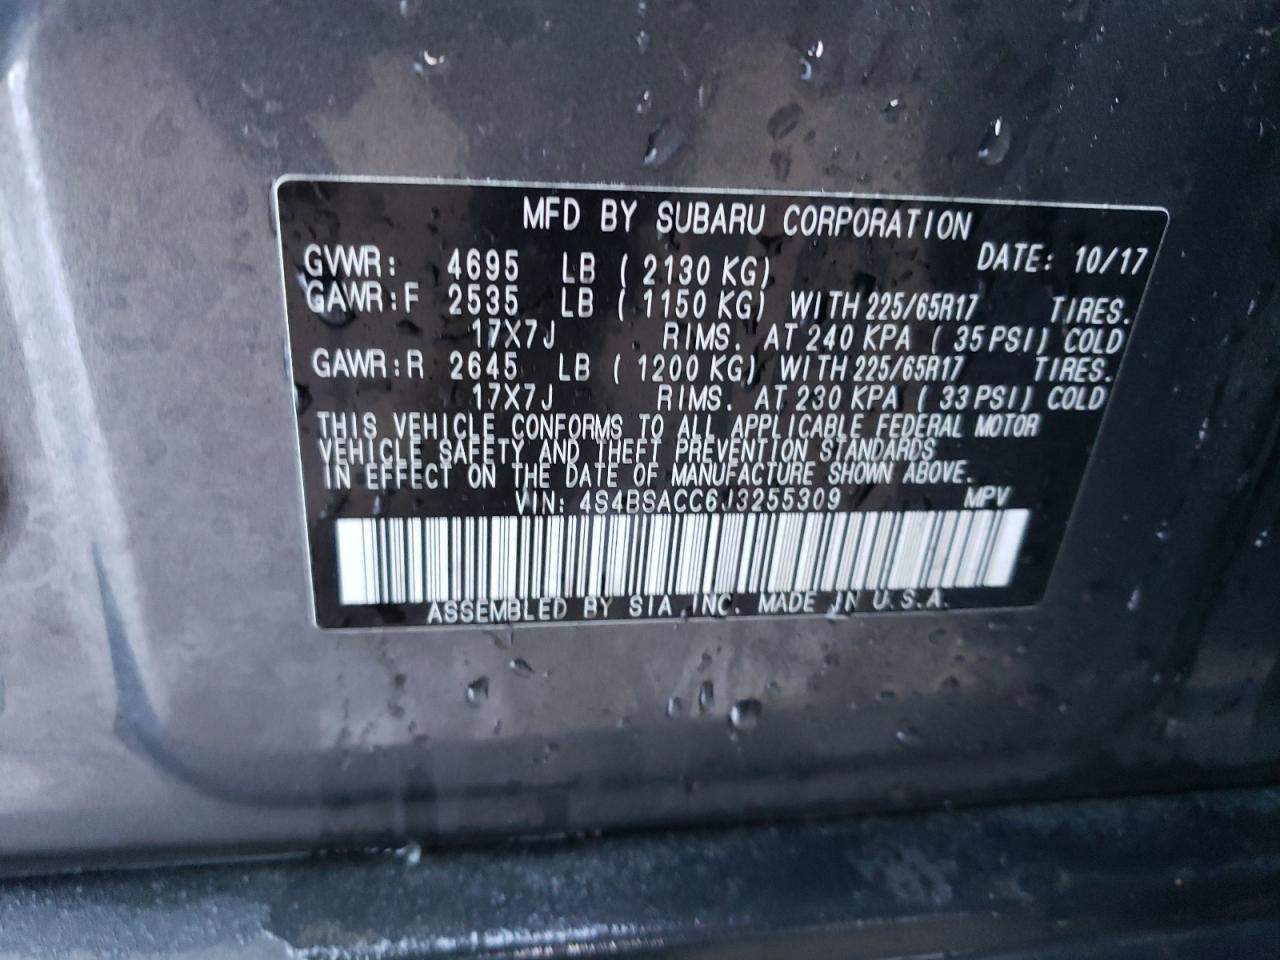 MFD BY SUBARU CORPORATION
DATE: 10/17
GVWR: 4695 LB ( 2130 KG)
GAWR:F 2535 LB ( 1150 KG) WITH 225/65R17 TIRES.
17X7J RIMS. AT 240 KPA ( 35 PSI) COLD
GAWR:R 2645 LB ( 1200 KG) WITH 225/65R17 TIRES.
17X7J RIMS. AT 230 KPA ( 33 PSI) COLD
THIS VEHICLE CONFORMS TO ALL APPLICABLE FEDERAL MOTOR
VEHICLE SAFETY AND THEFT PREVENTION STANDARDS
IN EFFECT ON THE DATE OF MANUFACTURE SHOWN ABOVE.
VIN: 4S4BSACC6J3255309 MPV
ASSEMBLED BY SIA, INC. MADE IN U.S.A.